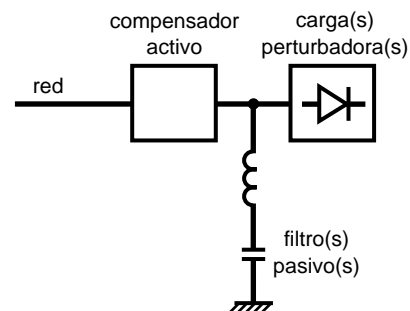 compensador
activo
carga(s)
perturbadora(s)
red
filtro(s)
pasivo(s)